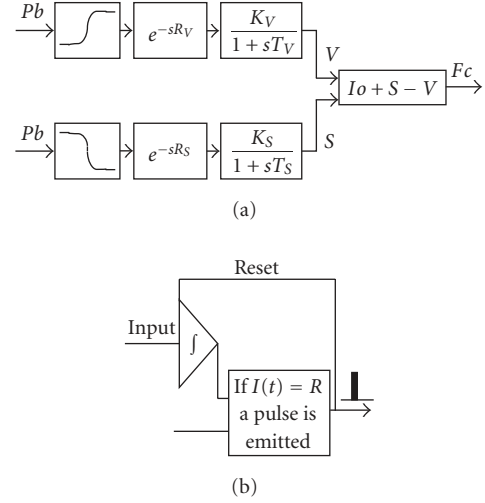 Pb
e^{-sR_V}
K_V
1 + sT_V
V
Io + S − V
Fc
Pb
e^{-sR_S}
K_S
1 + sT_S
S
(a)
Reset
Input
∫
If I(t) = R
a pulse is
emitted
(b)